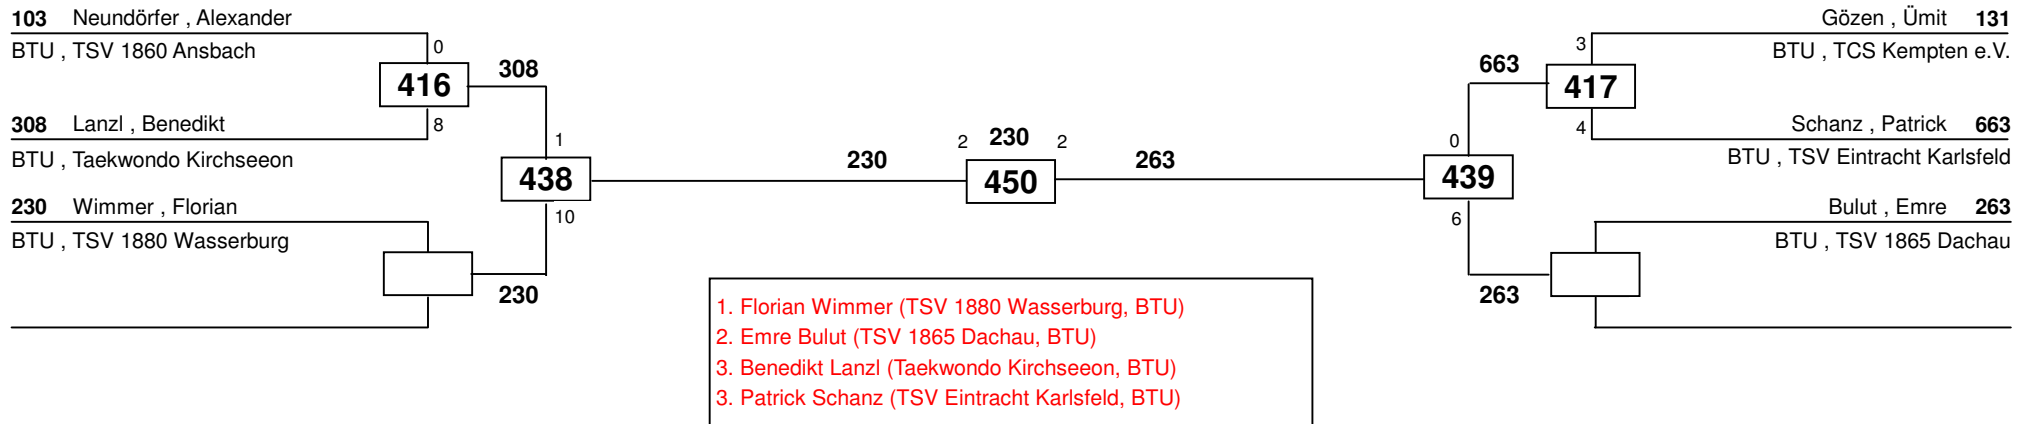 103 Neundörfer , Alexander
BTU , TSV 1860 Ansbach
0
416
308
8
308 Lanzl , Benedikt
BTU , Taekwondo Kirchseeon
1
438
10
230 Wimmer , Florian
BTU , TSV 1880 Wasserburg
230
230
2 230 2
450
263
Gözen , Ümit 131
BTU , TCS Kempten e.V.
3
663
417
4
Schanz , Patrick 663
BTU , TSV Eintracht Karlsfeld
0
439
6
Bulut , Emre 263
BTU , TSV 1865 Dachau
263
1. Florian Wimmer (TSV 1880 Wasserburg, BTU)
2. Emre Bulut (TSV 1865 Dachau, BTU)
3. Benedikt Lanzl (Taekwondo Kirchseeon, BTU)
3. Patrick Schanz (TSV Eintracht Karlsfeld, BTU)